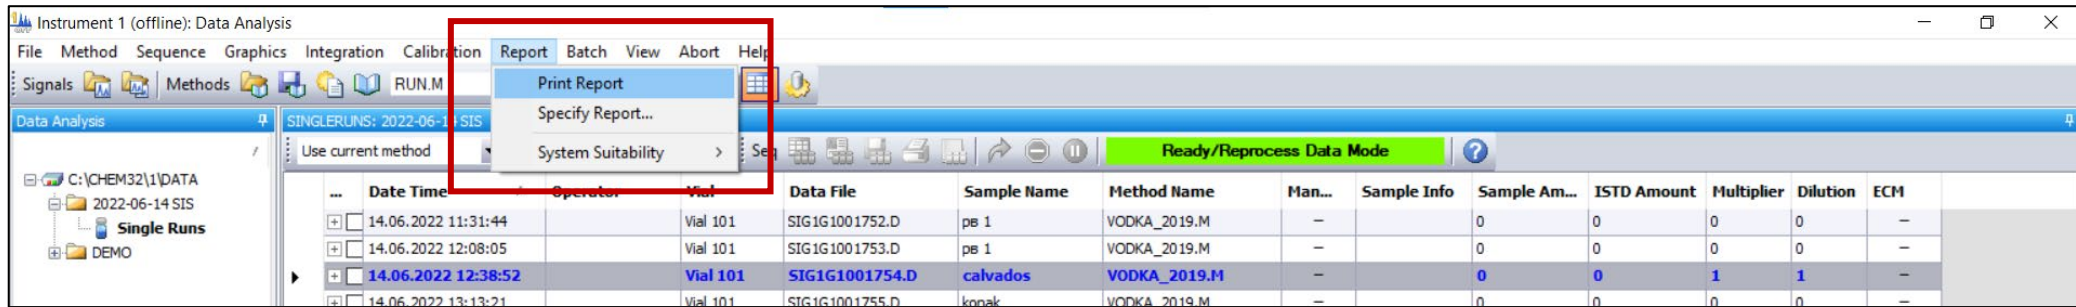 Instrument 1 (offline): Data Analysis
File Method Sequence Graphics Integration Calibration Report Batch View Abort Help
Signals Methods RUN.M
Print Report
Specify Report...
System Suitability
Data Analysis SINGLERUNS: 2022-06-14 SIS
Use current method Seq Ready/Reprocess Data Mode
C:\CHEM32\1\DATA
2022-06-14 SIS
Single Runs
DEMO
... Date Time Operator Vial Data File Sample Name Method Name Man... Sample Info Sample Am... ISTD Amount Multiplier Dilution ECM
14.06.2022 11:31:44 Vial 101 SIG1G1001752.D рв 1 VODKA_2019.M – 0 0 0 0 –
14.06.2022 12:08:05 Vial 101 SIG1G1001753.D рв 1 VODKA_2019.M – 0 0 0 0 –
14.06.2022 12:38:52 Vial 101 SIG1G1001754.D calvados VODKA_2019.M – 0 0 1 1 –
14.06.2022 13:13:21 Vial 101 SIG1G1001755.D konak VODKA_2019.M – 0 0 0 0 –